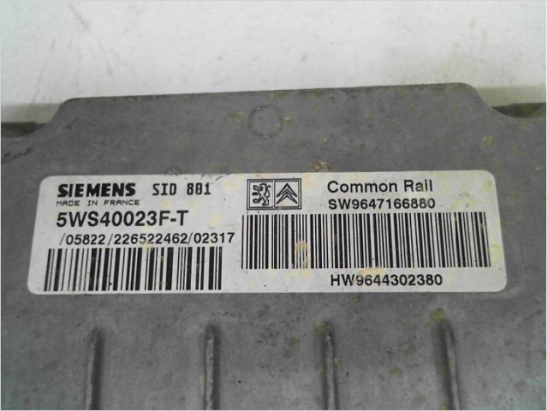 SIEMENS SID 801
MADE IN FRANCE
5WS40023F-T
/05822/226522462/02317
Common Rail
SW9647166880
HW9644302380